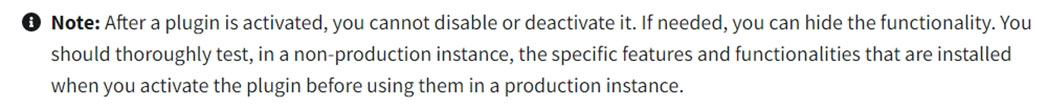 Note: After a plugin is activated, you cannot disable or deactivate it. If needed, you can hide the functionality. You
should thoroughly test, in a non-production instance, the specific features and functionalities that are installed
when you activate the plugin before using them in a production instance.